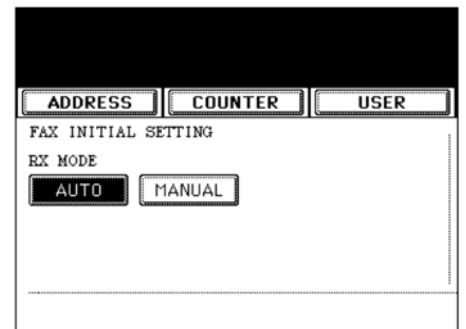 ADDRESS COUNTER USER
FAX INITIAL SETTING
RX MODE
AUTO MANUAL